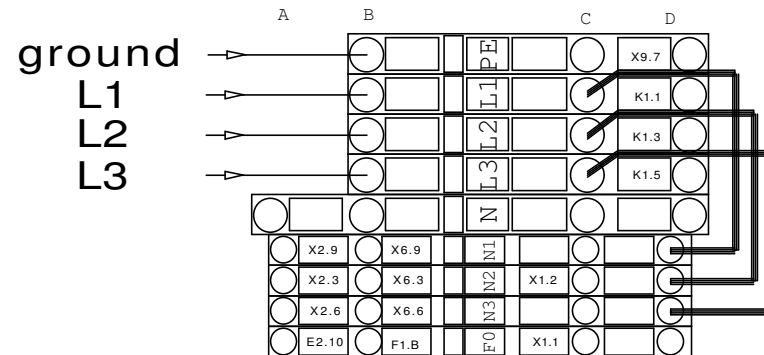 A B C D
ground PE X9.7
L1 L1 K1.1
L2 L2 K1.3
L3 L3 K1.5
N
X2.9 X6.9 N1
X2.3 X6.3 N2 X1.2
X2.6 X6.6 N3
E2.10 F1.B F0 X1.1